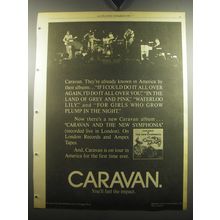 Caravan. They're already known in America by
their albums... "IF I COULD DO IT ALL OVER
AGAIN, I'D DO IT ALL OVER YOU," "IN THE
LAND OF GREY AND PINK," "WATERLOO
LILY," and "FOR GIRLS WHO GROW
PLUMP IN THE NIGHT."
Now there's a new Caravan album...
"CARAVAN AND THE NEW SYMPHONIA"
(recorded live in London). On
London Records and Ampex
Tapes.
And, Caravan is on tour in
America for the first time ever.
CARAVAN.
You'll feel the impact.